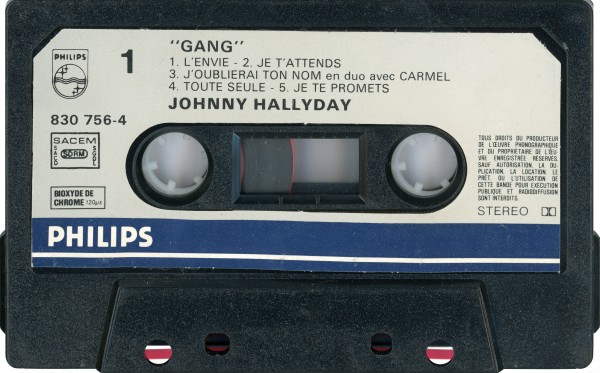 PHILIPS
1
"GANG"
1. L'ENVIE - 2. JE T'ATTENDS
3. J'OUBLIERAI TON NOM en duo avec CARMEL
4. TOUTE SEULE - 5. JE TE PROMETS
JOHNNY HALLYDAY
830 756-4
SACEM
SACD
SDRM
SGDL
BIOXYDE DE
CHROME 120µs
TOUS DROITS DU PRODUCTEUR
DE L'ŒUVRE PHONOGRAPHIQUE
ET DU PROPRIETAIRE DE L'ŒU-
VRE ENREGISTREE RESERVES.
SAUF AUTORISATION, LA DU-
PLICATION, LA LOCATION, LE
PRET, OU L'UTILISATION DE
CETTE BANDE POUR EXECUTION
PUBLIQUE ET RADIODIFFUSION
SONT INTERDITS.
STEREO
PHILIPS